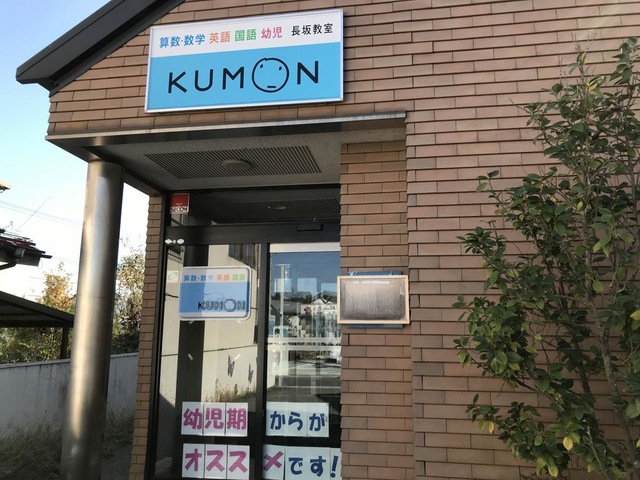 算数・数学 英語 国語 幼児 長坂教室
KUMON
SECOM
算数・数学 英語 国語
KUMON
幼児期からが
オススメです!